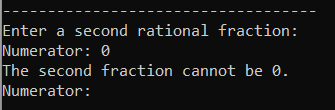 -----------------------------------
Enter a second rational fraction:
Numerator: 0
The second fraction cannot be 0.
Numerator: